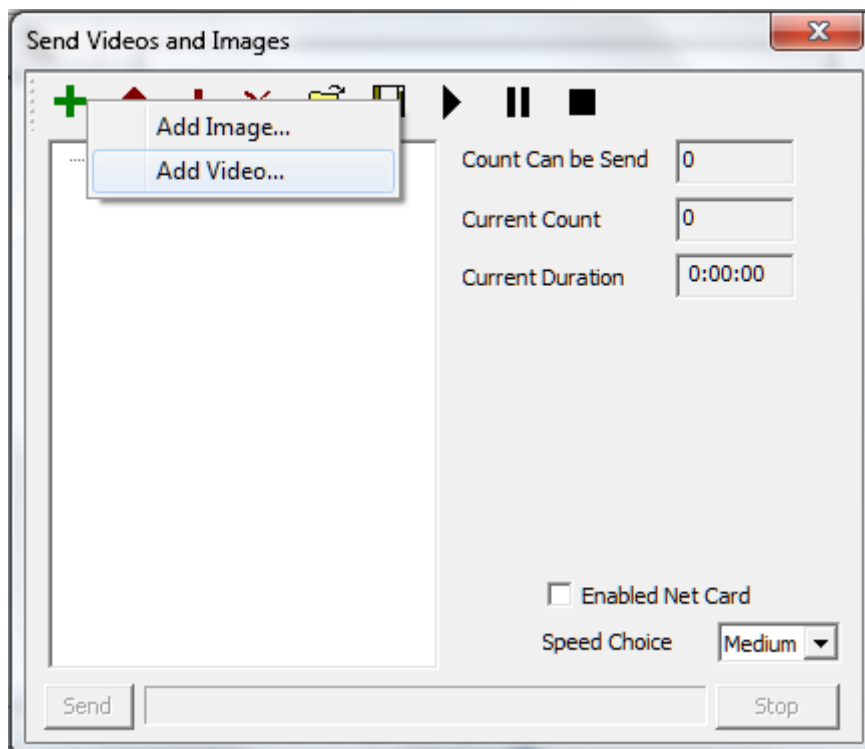 Send Videos and Images
Add Image...
Add Video...
Count Can be Send 0
Current Count 0
Current Duration 0:00:00
Enabled Net Card
Speed Choice Medium
Send Stop